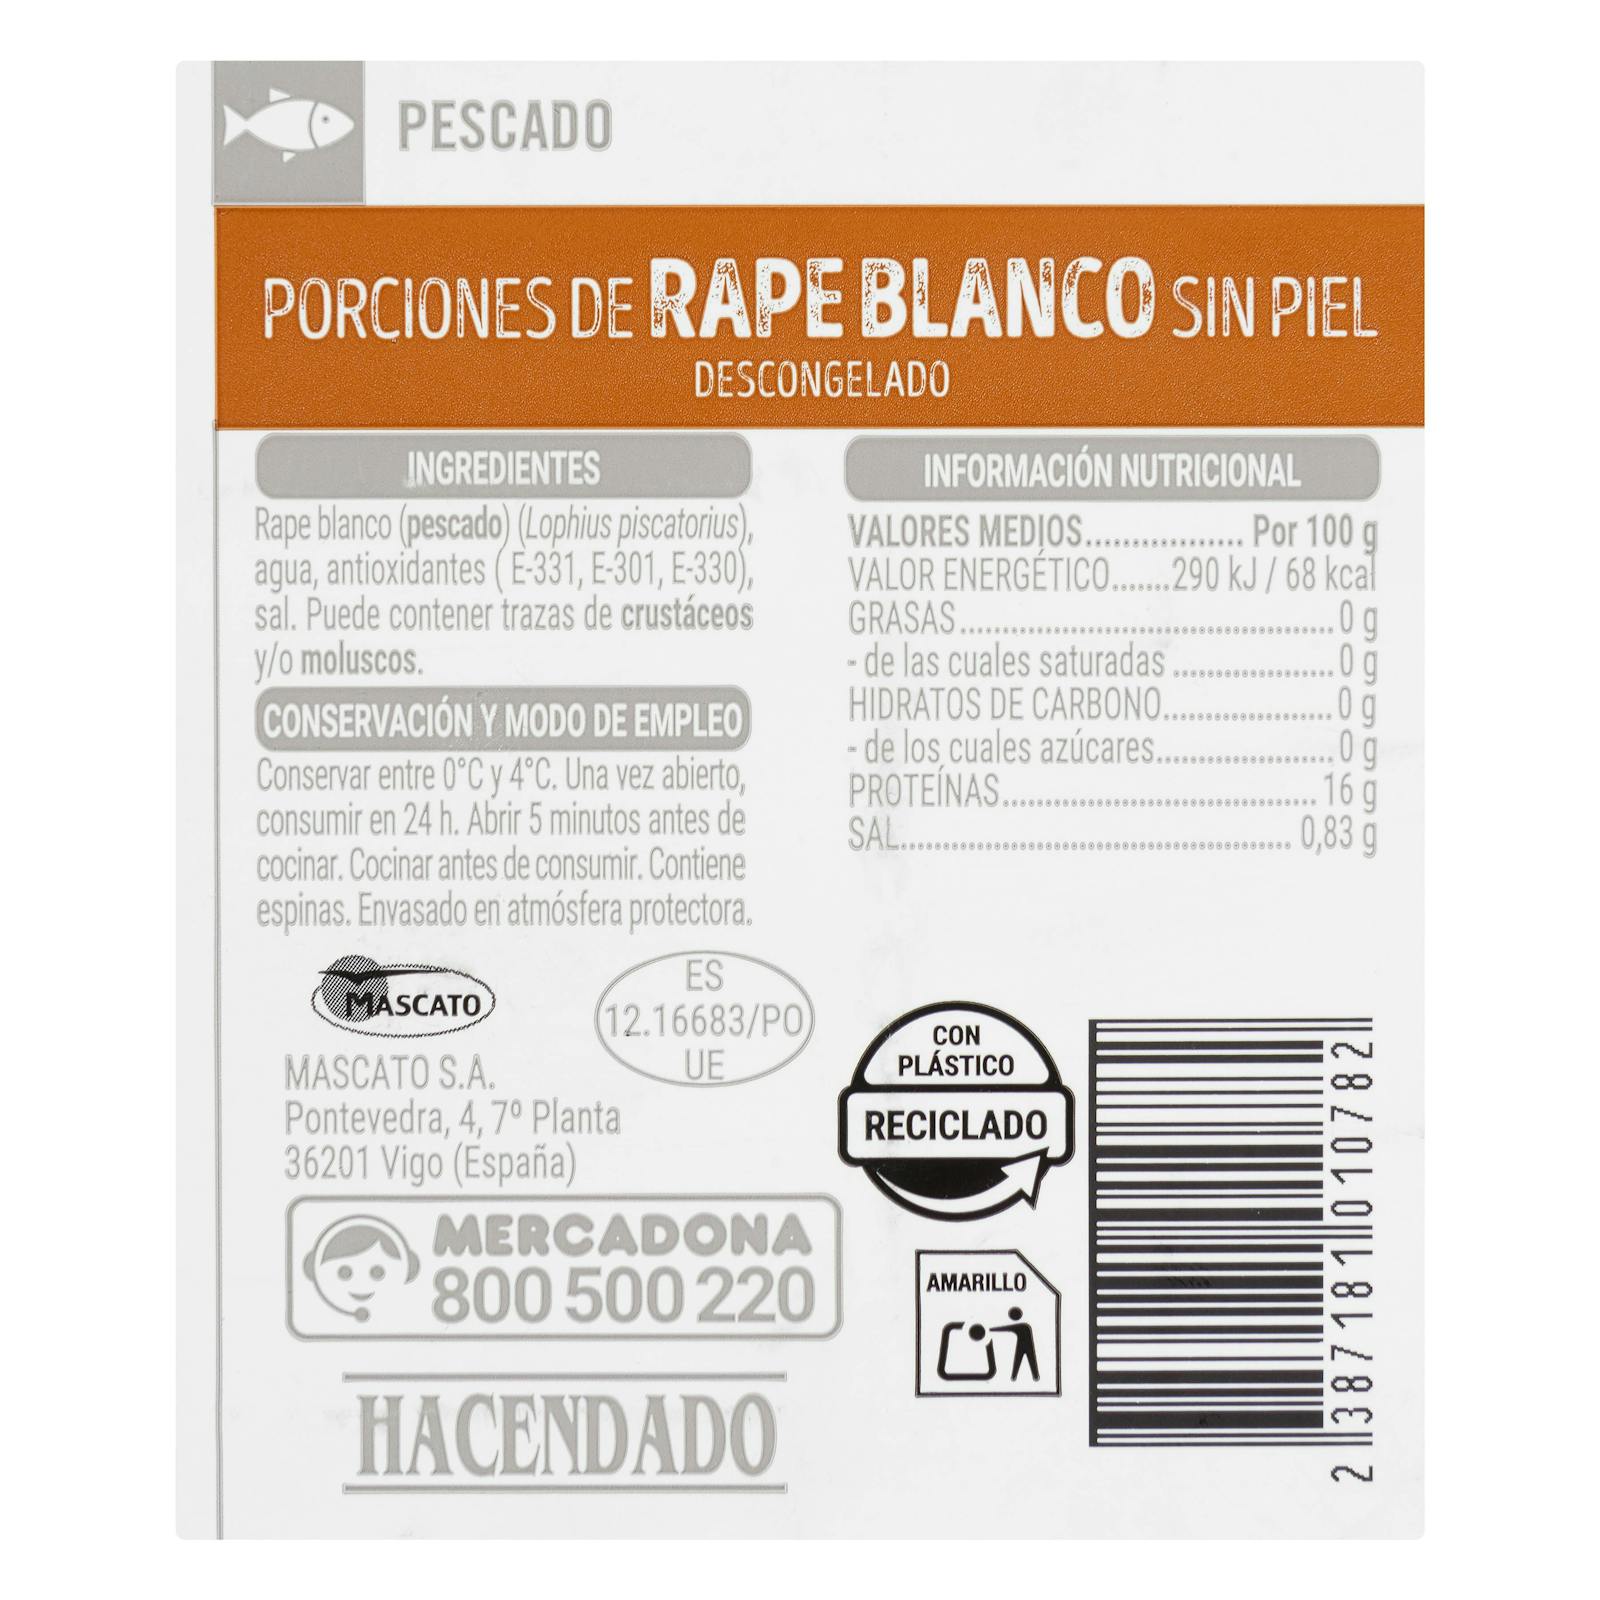 PESCADO
PORCIONES DE RAPE BLANCO SIN PIEL
DESCONGELADO
INGREDIENTES
Rape blanco (pescado) (Lophius piscatorius),
agua, antioxidantes ( E-331, E-301, E-330),
sal. Puede contener trazas de crustáceos
y/o moluscos.
CONSERVACIÓN Y MODO DE EMPLEO
Conservar entre 0°C y 4°C. Una vez abierto,
consumir en 24 h. Abrir 5 minutos antes de
cocinar. Cocinar antes de consumir. Contiene
espinas. Envasado en atmósfera protectora.
INFORMACIÓN NUTRICIONAL
VALORES MEDIOS................. Por 100 g
VALOR ENERGÉTICO.......290 kJ / 68 kcal
GRASAS.............................................0 g
- de las cuales saturadas ....................0 g
HIDRATOS DE CARBONO.....................0 g
- de los cuales azúcares......................0 g
PROTEÍNAS...................................... 16 g
SAL............................................... 0,83 g
MASCATO
ES
12.16683/PO
UE
MASCATO S.A.
Pontevedra, 4, 7º Planta
36201 Vigo (España)
MERCADONA
800 500 220
HACENDADO
CON
PLÁSTICO
RECICLADO
AMARILLO
2 387181 010782